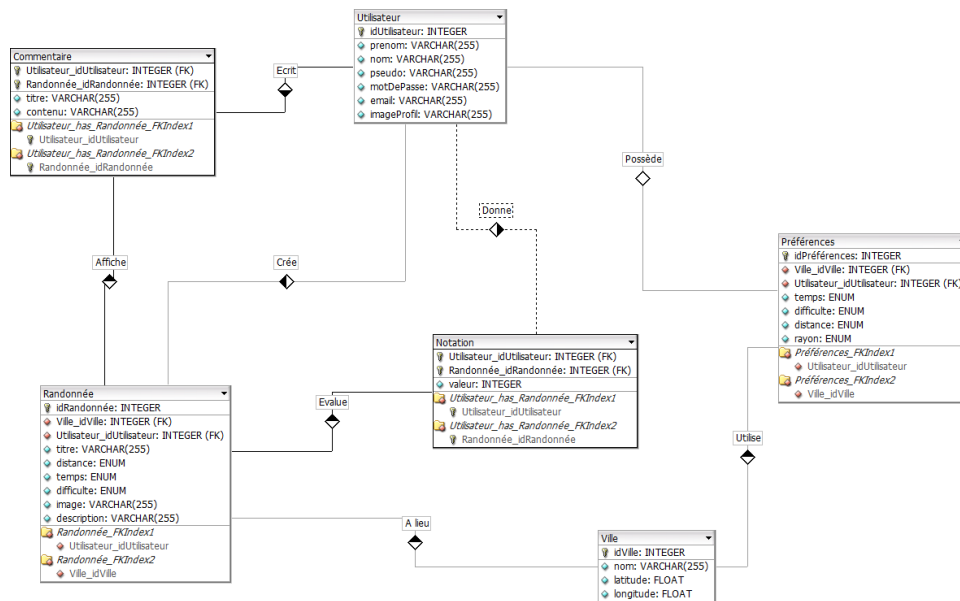 Utilisateur
idUtilisateur: INTEGER
prenom: VARCHAR(255)
nom: VARCHAR(255)
pseudo: VARCHAR(255)
motDePasse: VARCHAR(255)
email: VARCHAR(255)
imageProfil: VARCHAR(255)
Commentaire
Utilisateur_idUtilisateur: INTEGER (FK)
Randonnée_idRandonnée: INTEGER (FK)
titre: VARCHAR(255)
contenu: VARCHAR(255)
Utilisateur_has_Randonnée_FKIndex1
Utilisateur_idUtilisateur
Utilisateur_has_Randonnée_FKIndex2
Randonnée_idRandonnée
Ecrit
Possède
Donne
Affiche
Crée
Préférences
idPréférences: INTEGER
Ville_idVille: INTEGER (FK)
Utilisateur_idUtilisateur: INTEGER (FK)
temps: ENUM
difficulte: ENUM
distance: ENUM
rayon: ENUM
Préférences_FKIndex1
Utilisateur_idUtilisateur
Préférences_FKIndex2
Ville_idVille
Notation
Utilisateur_idUtilisateur: INTEGER (FK)
Randonnée_idRandonnée: INTEGER (FK)
valeur: INTEGER
Utilisateur_has_Randonnée_FKIndex1
Utilisateur_idUtilisateur
Utilisateur_has_Randonnée_FKIndex2
Randonnée_idRandonnée
Randonnée
idRandonnée: INTEGER
Ville_idVille: INTEGER (FK)
Utilisateur_idUtilisateur: INTEGER (FK)
titre: VARCHAR(255)
distance: ENUM
temps: ENUM
difficulte: ENUM
image: VARCHAR(255)
description: VARCHAR(255)
Randonnée_FKIndex1
Utilisateur_idUtilisateur
Randonnée_FKIndex2
Ville_idVille
Evalue
Utilise
A lieu
Ville
idVille: INTEGER
nom: VARCHAR(255)
latitude: FLOAT
longitude: FLOAT